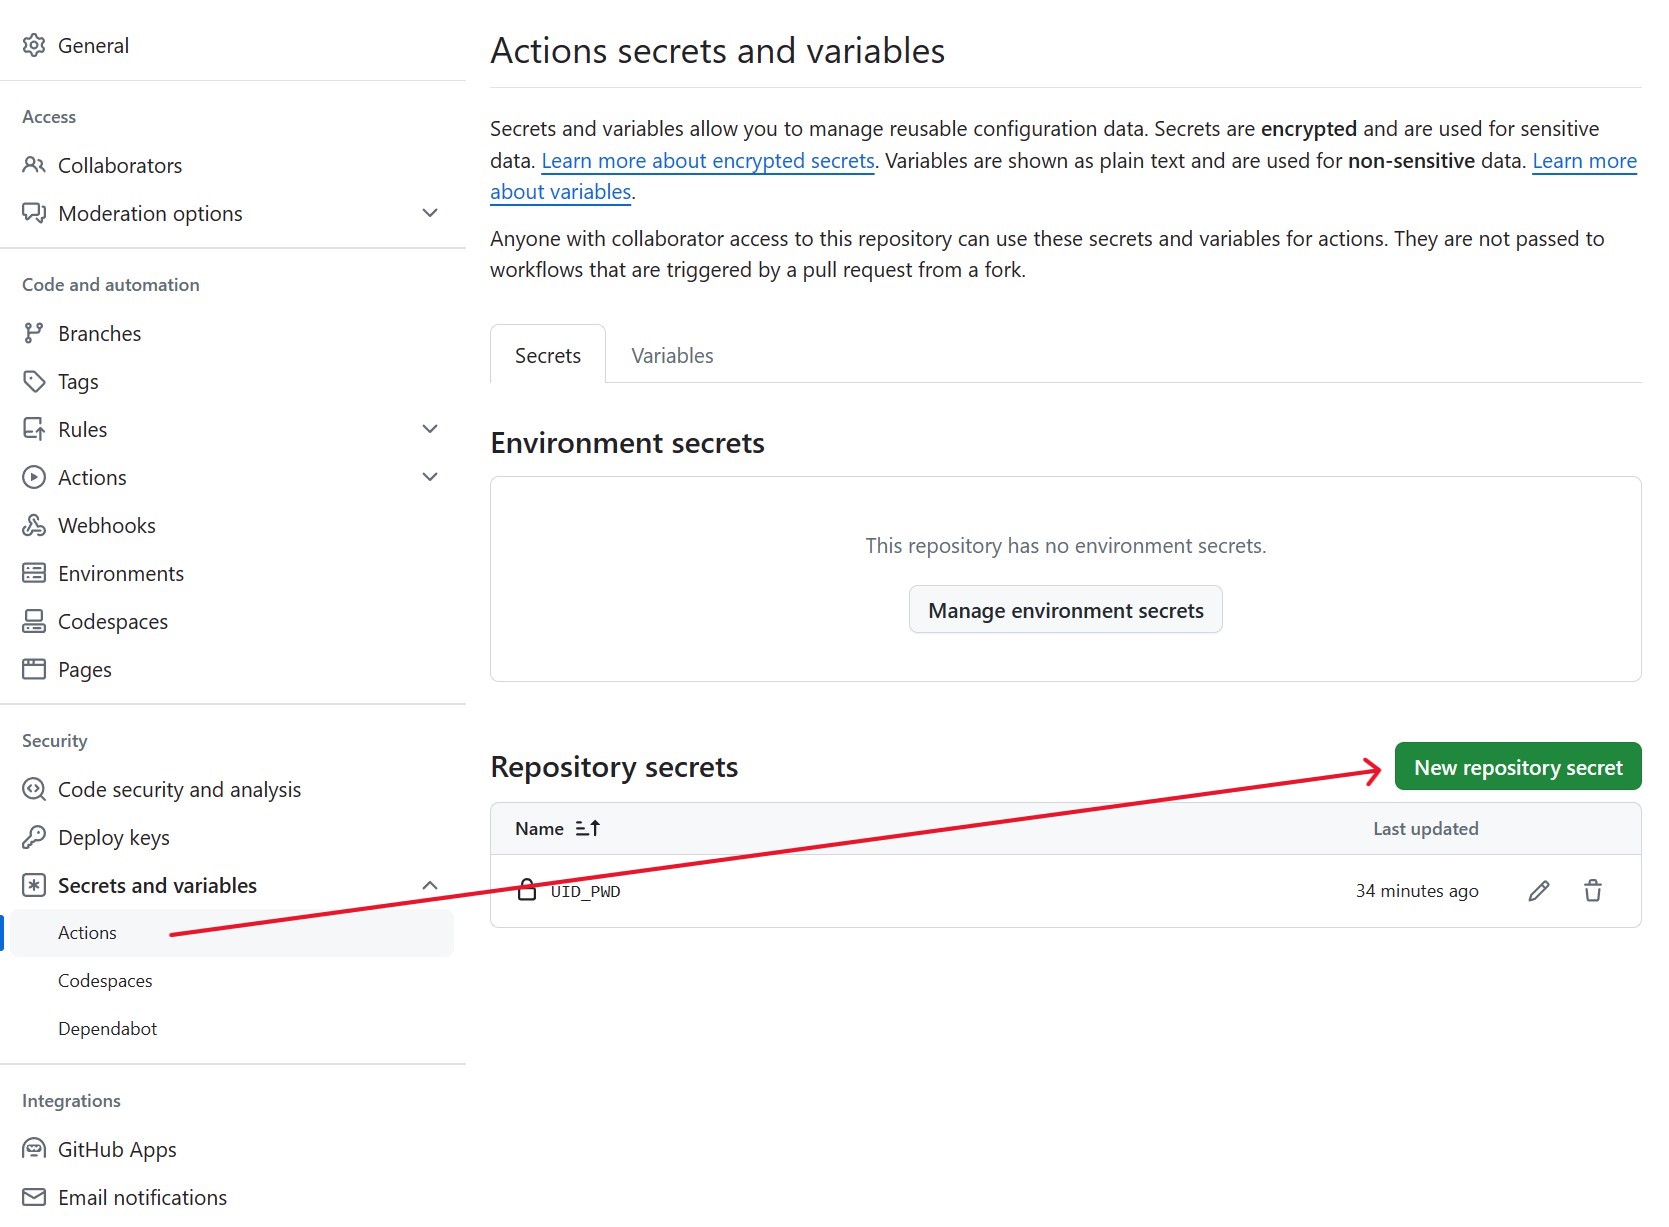 General
Access
Collaborators
Moderation options
Code and automation
Branches
Tags
Rules
Actions
Webhooks
Environments
Codespaces
Pages
Security
Code security and analysis
Deploy keys
Secrets and variables
Actions
Codespaces
Dependabot
Integrations
GitHub Apps
Email notifications
Actions secrets and variables
Secrets and variables allow you to manage reusable configuration data. Secrets are encrypted and are used for sensitive
data. Learn more about encrypted secrets. Variables are shown as plain text and are used for non-sensitive data. Learn more
about variables.
Anyone with collaborator access to this repository can use these secrets and variables for actions. They are not passed to
workflows that are triggered by a pull request from a fork.
Secrets Variables
Environment secrets
This repository has no environment secrets.
Manage environment secrets
Repository secrets New repository secret
Name Last updated
UID_PWD 34 minutes ago